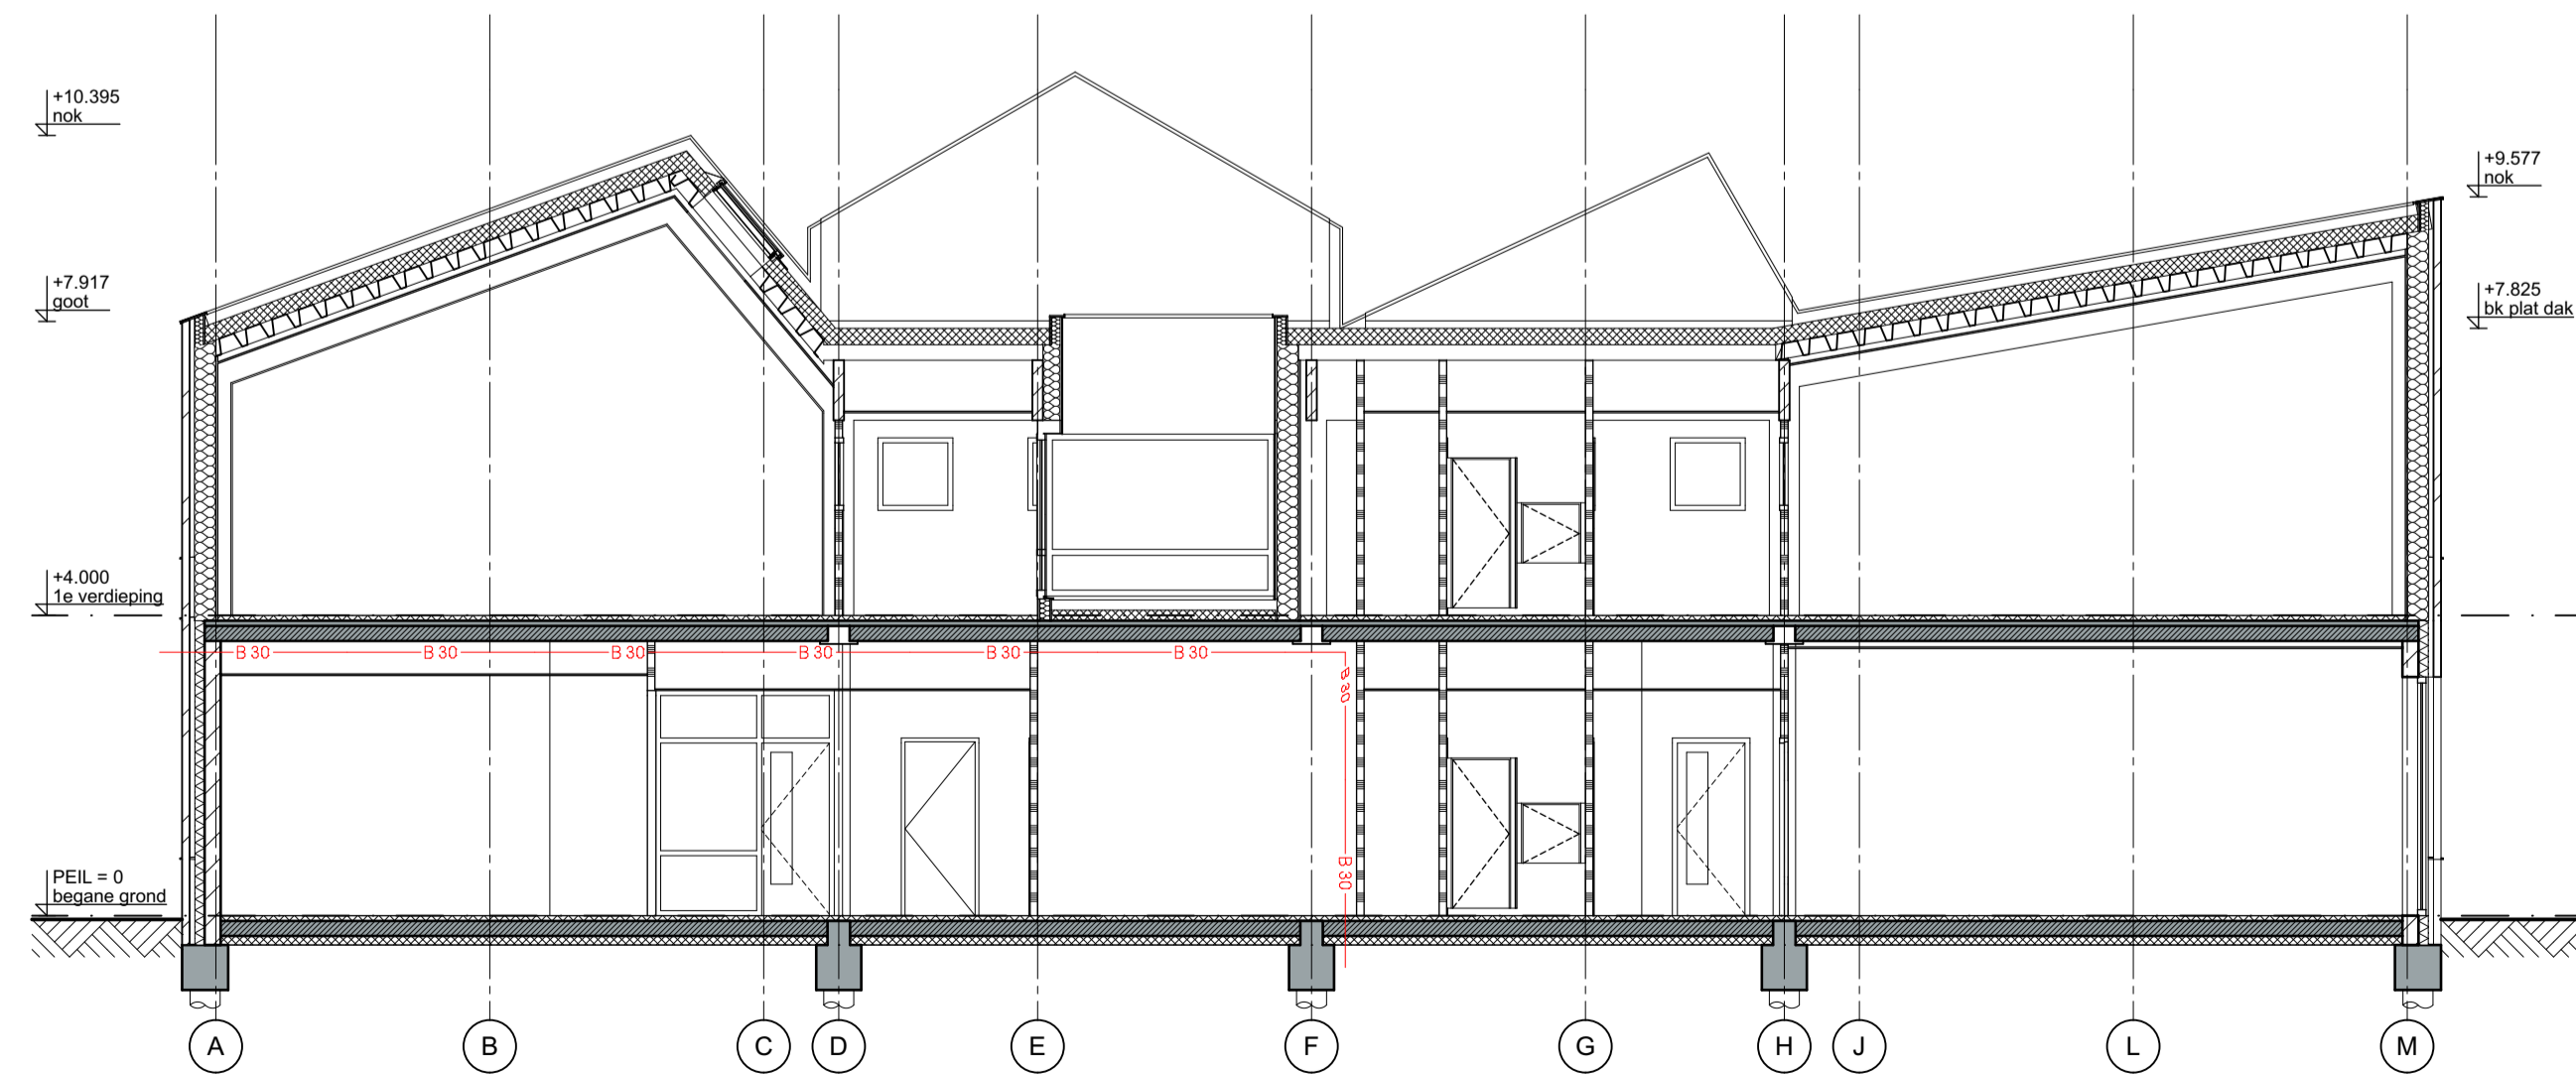 +10.395
nok
+9.577
nok
+7.917
goot
+7.825
bk plat dak
+4.000
1e verdieping
B 30 B 30 B 30 B 30 B 30 B 30
B 30
B 30
PEIL = 0
begane grond
A B C D E F G H J L M